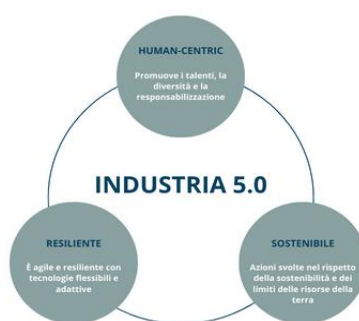 HUMAN-CENTRIC
Promuove i talenti, la
diversità e la
responsabilizzazione
INDUSTRIA 5.0
RESILIENTE
È agile e resiliente con
tecnologie flessibili e
adattive
SOSTENIBILE
Azioni svolte nel rispetto
della sostenibilità e dei
limiti delle risorse della
terra